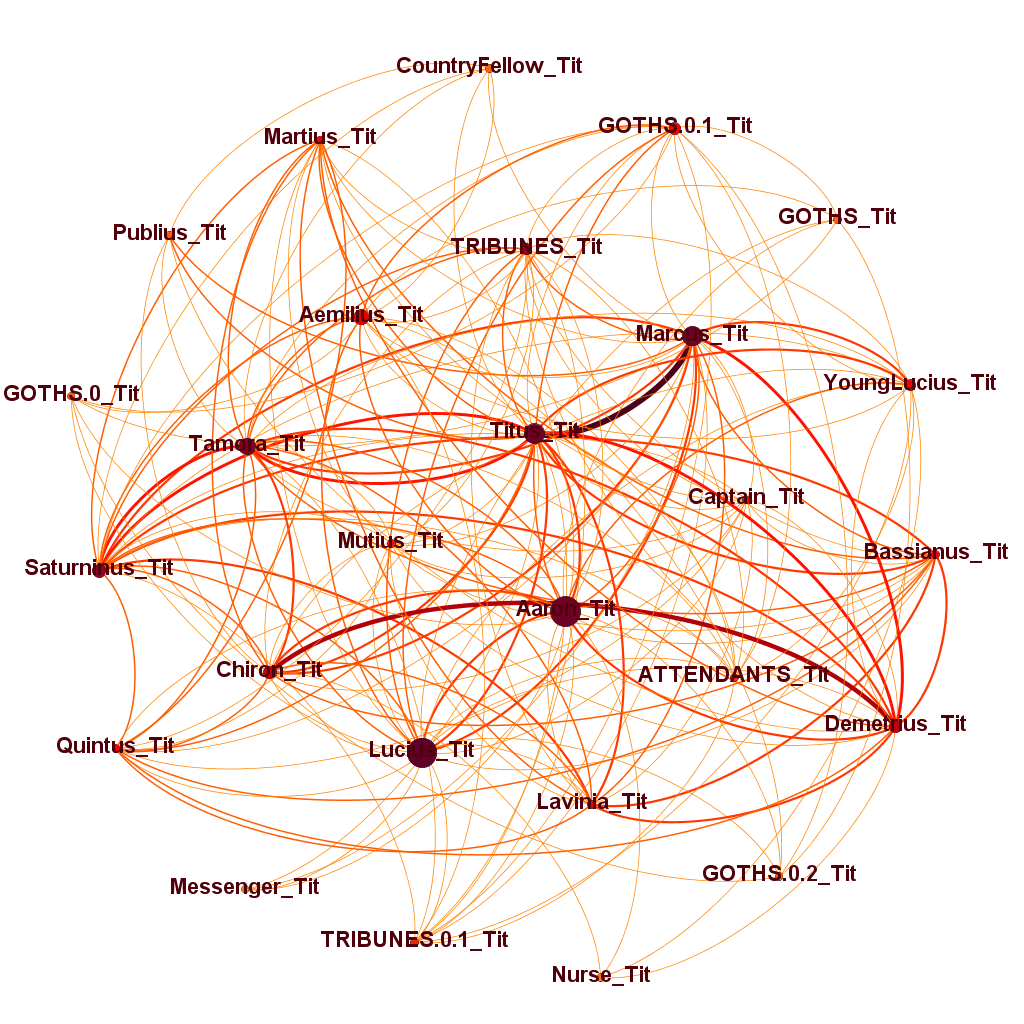 CountryFellow_Tit
GOTHS.0.1_Tit
Martius_Tit
GOTHS_Tit
Publius_Tit
TRIBUNES_Tit
Aemilius_Tit
Marcus_Tit
YoungLucius_Tit
GOTHS.0_Tit
Titus_Tit
Tamora_Tit
Captain_Tit
Mutius_Tit
Bassianus_Tit
Saturninus_Tit
Aaron_Tit
Chiron_Tit
ATTENDANTS_Tit
Demetrius_Tit
Quintus_Tit
Lucius_Tit
Lavinia_Tit
GOTHS.0.2_Tit
Messenger_Tit
TRIBUNES.0.1_Tit
Nurse_Tit